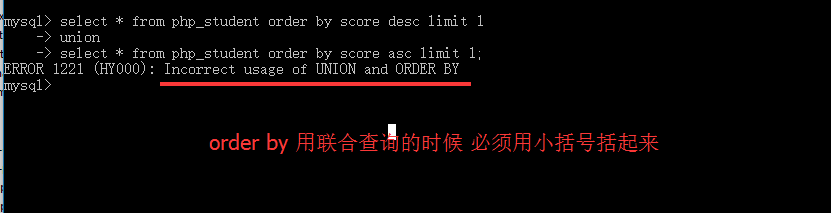 mysql> select * from php_student order by score desc limit 1
    -> union
    -> select * from php_student order by score asc limit 1;
ERROR 1221 (HY000): Incorrect usage of UNION and ORDER BY
mysql>
order by 用联合查询的时候 必须用小括号括起来